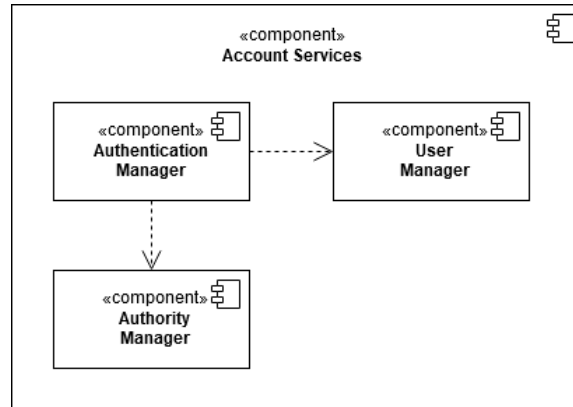 «component»
Account Services
«component»
Authentication
Manager
«component»
User
Manager
«component»
Authority
Manager